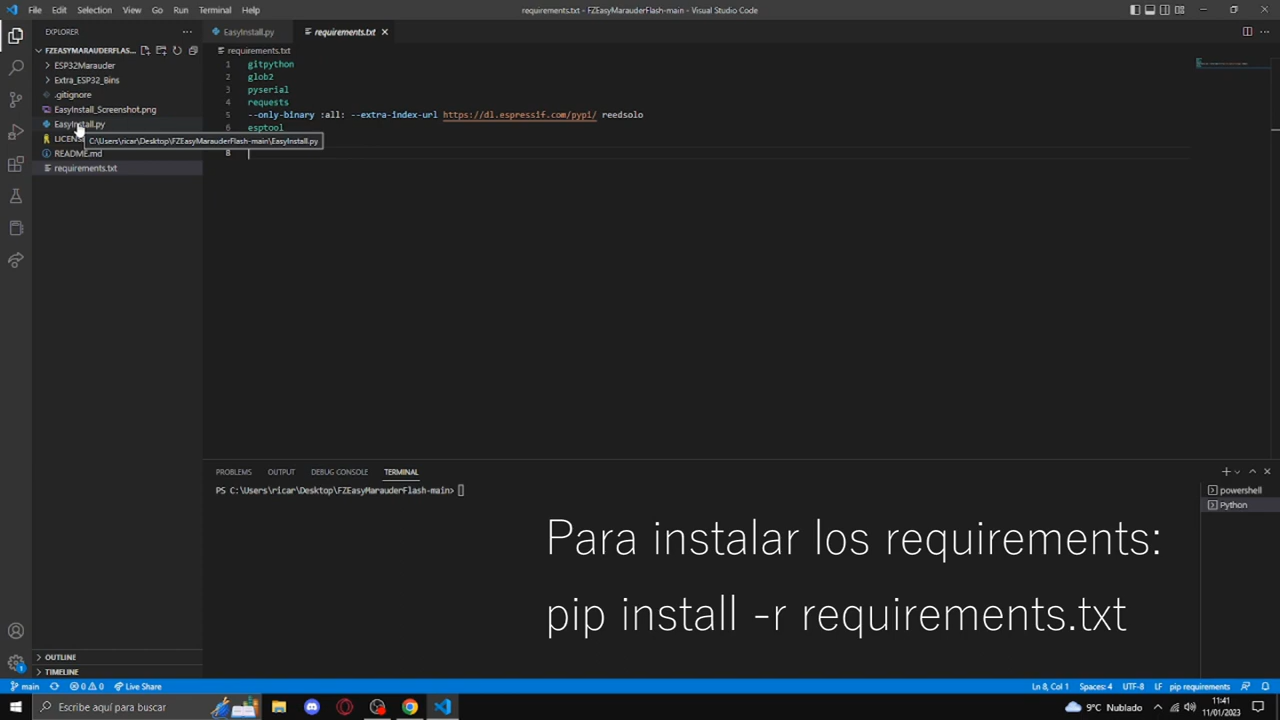 File Edit Selection View Go Run Terminal Help
requirements.txt - FZEasyMarauderFlash-main - Visual Studio Code
EXPLORER
FZEASYMARAUDERFLAS...
ESP32Marauder
Extra_ESP32_Bins
.gitignore
EasyInstall_Screenshot.png
EasyInstall.py
C:\Users\ricar\Desktop\FZEasyMarauderFlash-main\EasyInstall.py
README.md
requirements.txt
EasyInstall.py
requirements.txt
requirements.txt
1 gitpython
2 glob2
3 pyserial
4 requests
5 --only-binary :all: --extra-index-url https://dl.espressif.com/pypi/ reedsolo
6 esptool
8
PROBLEMS OUTPUT DEBUG CONSOLE TERMINAL
PS C:\Users\ricar\Desktop\FZEasyMarauderFlash-main>
powershell
Python
Para instalar los requirements:
pip install -r requirements.txt
OUTLINE
TIMELINE
1
main 0 0 Live Share
Ln 8, Col 1 Spaces: 4 UTF-8 LF pip requirements
Escribe aquí para buscar
9°C Nublado
11:41
11/01/2023